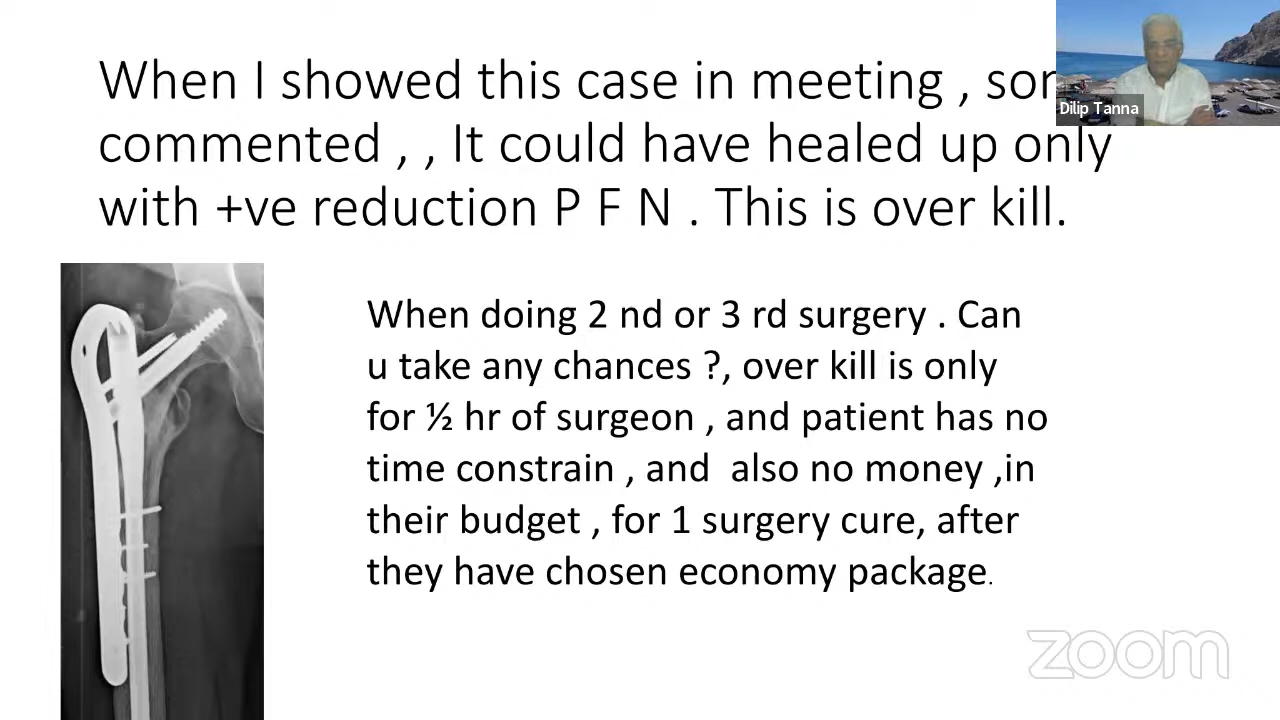 When I showed this case in meeting , 
commented , , It could have healed up only
with +ve reduction P F N . This is over kill.
Dilip Tanna
When doing 2 nd or 3 rd surgery . Can
u take any chances ?, over kill is only
for ½ hr of surgeon , and patient has no
time constrain , and also no money ,in
their budget , for 1 surgery cure, after
they have chosen economy package.
zoom